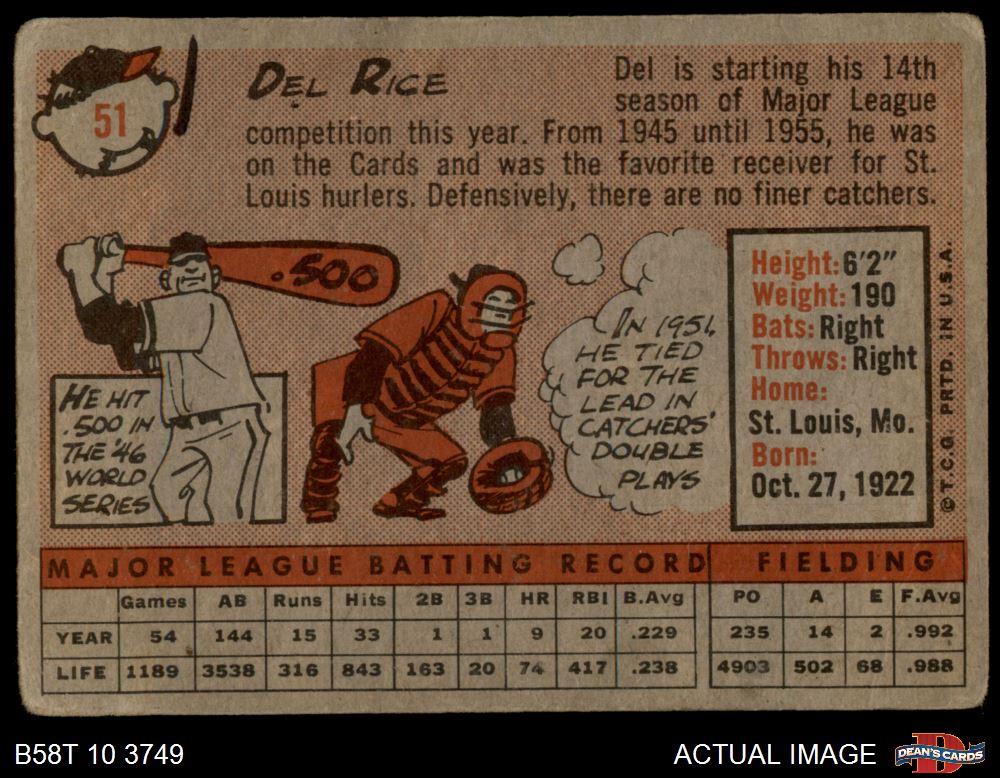 51
DEL RICE
Del is starting his 14th
season of Major League
competition this year. From 1945 until 1955, he was
on the Cards and was the favorite receiver for St.
Louis hurlers. Defensively, there are no finer catchers.
.500
HE HIT
.500 IN
THE '46
WORLD
SERIES
IN 1951,
HE TIED
FOR THE
LEAD IN
CATCHERS'
DOUBLE
PLAYS
Height: 6'2"
Weight: 190
Bats: Right
Throws: Right
Home:
St. Louis, Mo.
Born:
Oct. 27, 1922
© T.C.G. PRTD. IN U.S.A.
MAJOR LEAGUE BATTING RECORD FIELDING
Games AB Runs Hits 2B 3B HR RBI B.Avg PO A E F.Avg
YEAR 54 144 15 33 1 1 9 20 .229 235 14 2 .992
LIFE 1189 3538 316 843 163 20 74 417 .238 4903 502 68 .988
B58T 10 3749
ACTUAL IMAGE
DEAN'S CARDS